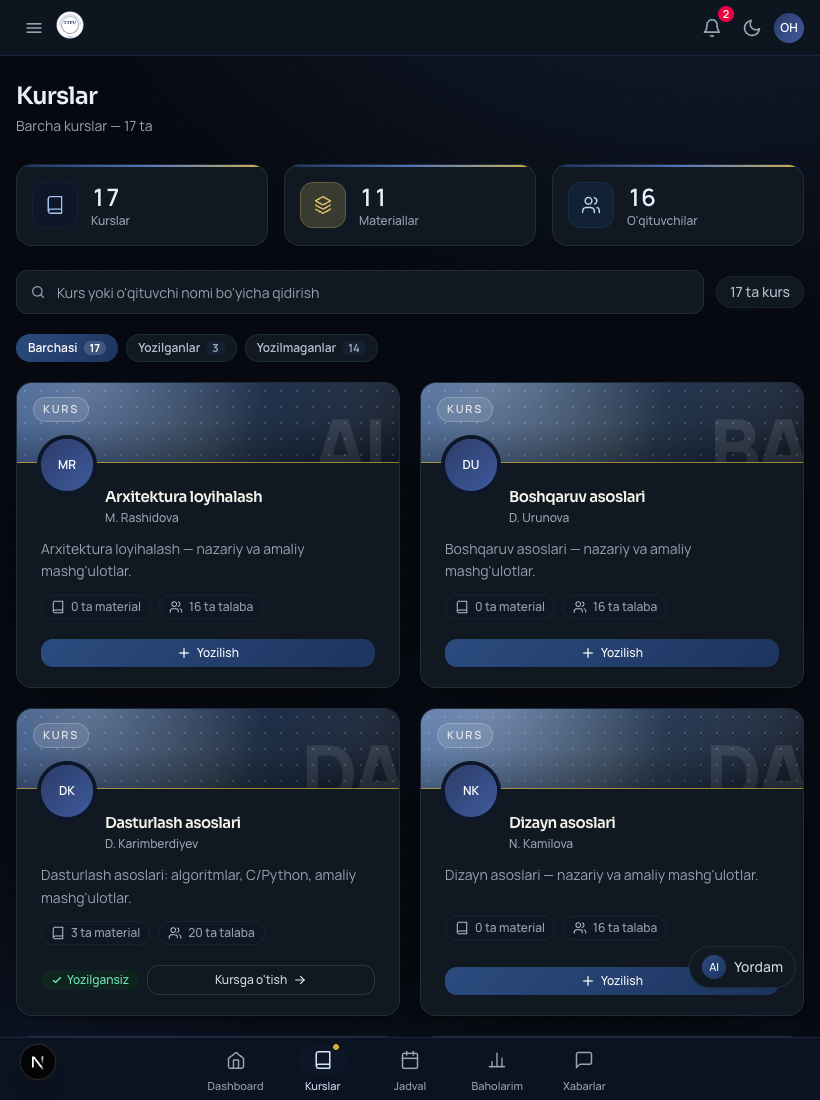 TTPU
2
OH
Kurslar
Barcha kurslar — 17 ta
17
Kurslar
11
Materiallar
16
O'qituvchilar
Kurs yoki o'qituvchi nomi bo'yicha qidirish
17 ta kurs
Barchasi 17
Yozilganlar 3
Yozilmaganlar 14
KURS
AL
MR
Arxitektura loyihalash
M. Rashidova
Arxitektura loyihalash — nazariy va amaliy
mashg'ulotlar.
0 ta material
16 ta talaba
Yozilish
KURS
BA
DU
Boshqaruv asoslari
D. Urunova
Boshqaruv asoslari — nazariy va amaliy
mashg'ulotlar.
0 ta material
16 ta talaba
Yozilish
KURS
DA
DK
Dasturlash asoslari
D. Karimberdiyev
Dasturlash asoslari: algoritmlar, C/Python, amaliy
mashg'ulotlar.
3 ta material
20 ta talaba
Yozilgansiz
Kursga o'tish
KURS
DA
NK
Dizayn asoslari
N. Kamilova
Dizayn asoslari — nazariy va amaliy mashg'ulotlar.
0 ta material
16 ta talaba
Yozilish
AI
Yordam
N
Dashboard
Kurslar
Jadval
Baholarim
Xabarlar